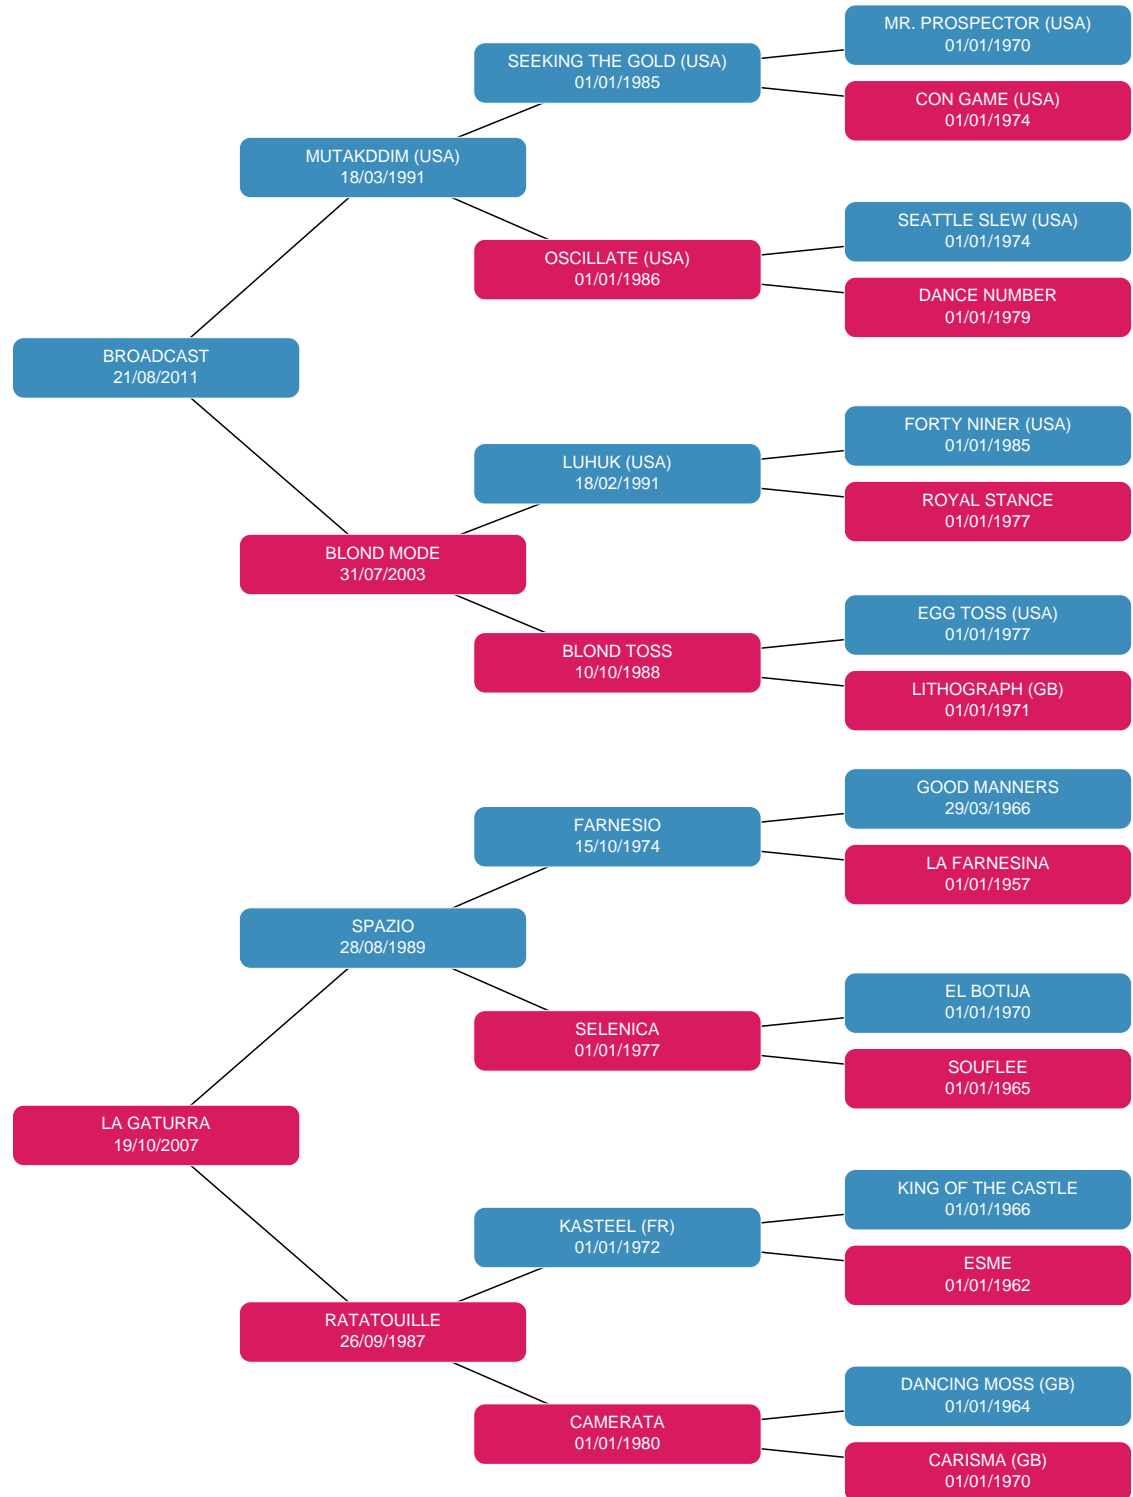 MR. PROSPECTOR (USA)
01/01/1970
SEEKING THE GOLD (USA)
01/01/1985
CON GAME (USA)
01/01/1974
MUTAKDDIM (USA)
18/03/1991
SEATTLE SLEW (USA)
01/01/1974
OSCILLATE (USA)
01/01/1986
DANCE NUMBER
01/01/1979
BROADCAST
21/08/2011
FORTY NINER (USA)
01/01/1985
LUHUK (USA)
18/02/1991
ROYAL STANCE
01/01/1977
BLOND MODE
31/07/2003
EGG TOSS (USA)
01/01/1977
BLOND TOSS
10/10/1988
LITHOGRAPH (GB)
01/01/1971
GOOD MANNERS
29/03/1966
FARNESIO
15/10/1974
LA FARNESINA
01/01/1957
SPAZIO
28/08/1989
EL BOTIJA
01/01/1970
SELENICA
01/01/1977
SOUFLEE
01/01/1965
LA GATURRA
19/10/2007
KING OF THE CASTLE
01/01/1966
KASTEEL (FR)
01/01/1972
ESME
01/01/1962
RATATOUILLE
26/09/1987
DANCING MOSS (GB)
01/01/1964
CAMERATA
01/01/1980
CARISMA (GB)
01/01/1970